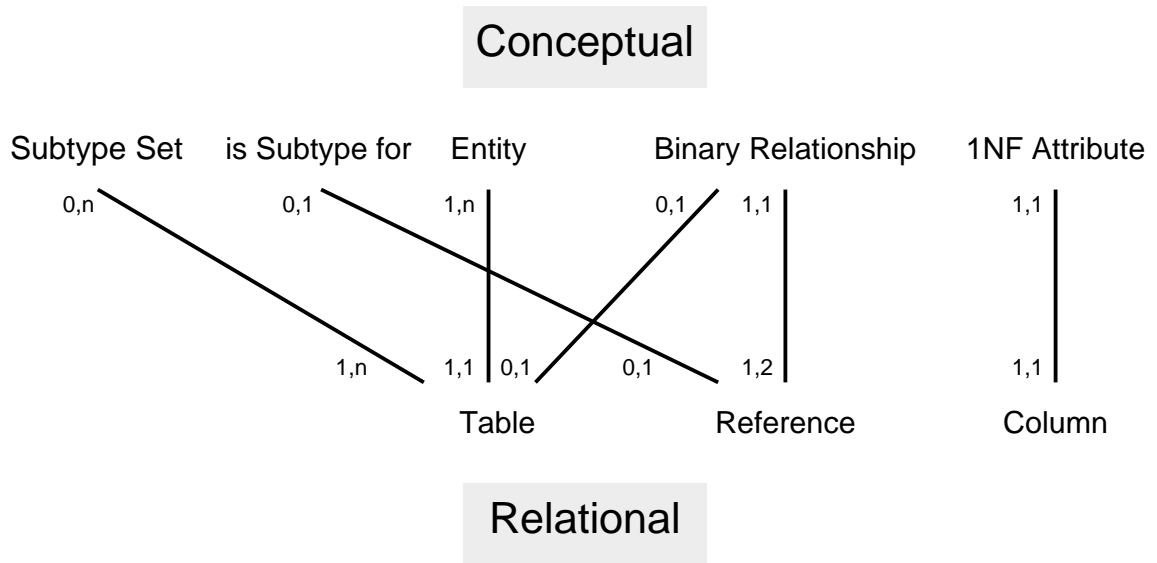 Conceptual
Subtype Set is Subtype for Entity Binary Relationship 1NF Attribute
0,n 0,1 1,n 0,1 1,1 1,1
1,n 1,1 0,1 0,1 1,2 1,1
Table Reference Column
Relational